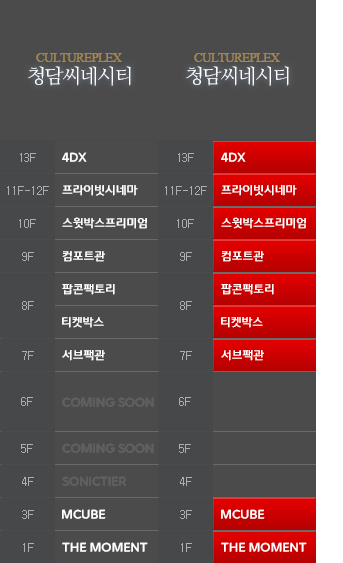 CULTUREPLEX CULTUREPLEX
청담씨네시티 청담씨네시티
13F 4DX 13F 4DX
11F-12F 프라이빗시네마 11F-12F 프라이빗시네마
10F 스윗박스프리미엄 10F 스윗박스프리미엄
9F 컴포트관 9F 컴포트관
8F 팝콘팩토리 8F 팝콘팩토리
티켓박스 티켓박스
7F 서브팩관 7F 서브팩관
6F COMING SOON 6F
5F COMING SOON 5F
4F SONICTIER 4F
3F MCUBE 3F MCUBE
1F THE MOMENT 1F THE MOMENT